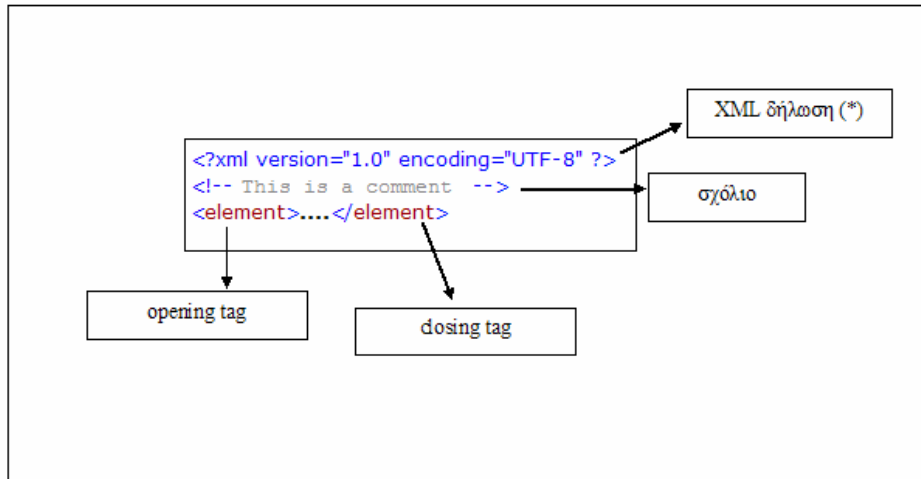 XML δήλωση (*)
<?xml version="1.0" encoding="UTF-8" ?>
<!-- This is a comment -->
σχόλιο
<element>....</element>
opening tag
closing tag